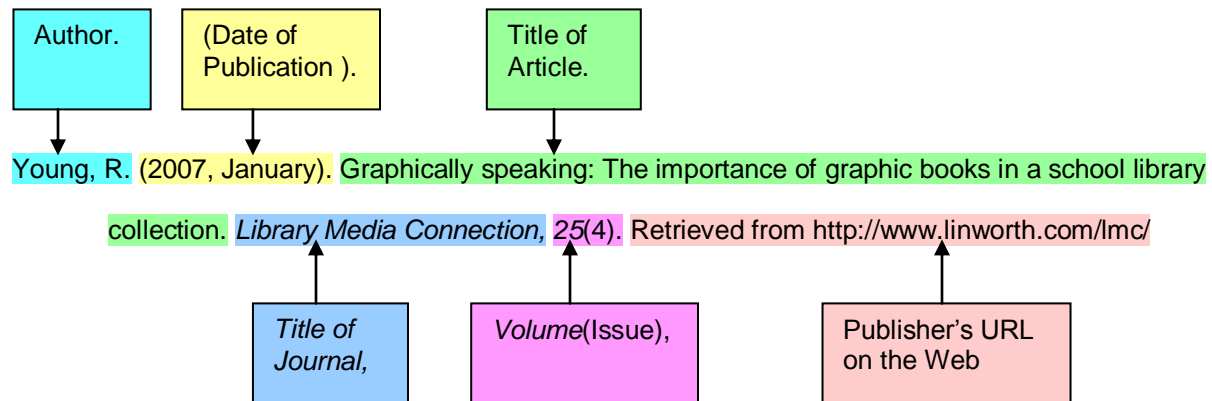 Author.
(Date of
Publication ).
Title of
Article.
Young, R. (2007, January). Graphically speaking: The importance of graphic books in a school library
collection. Library Media Connection, 25(4). Retrieved from http://www.linworth.com/lmc/
Title of
Journal,
Volume(Issue),
Publisher’s URL
on the Web